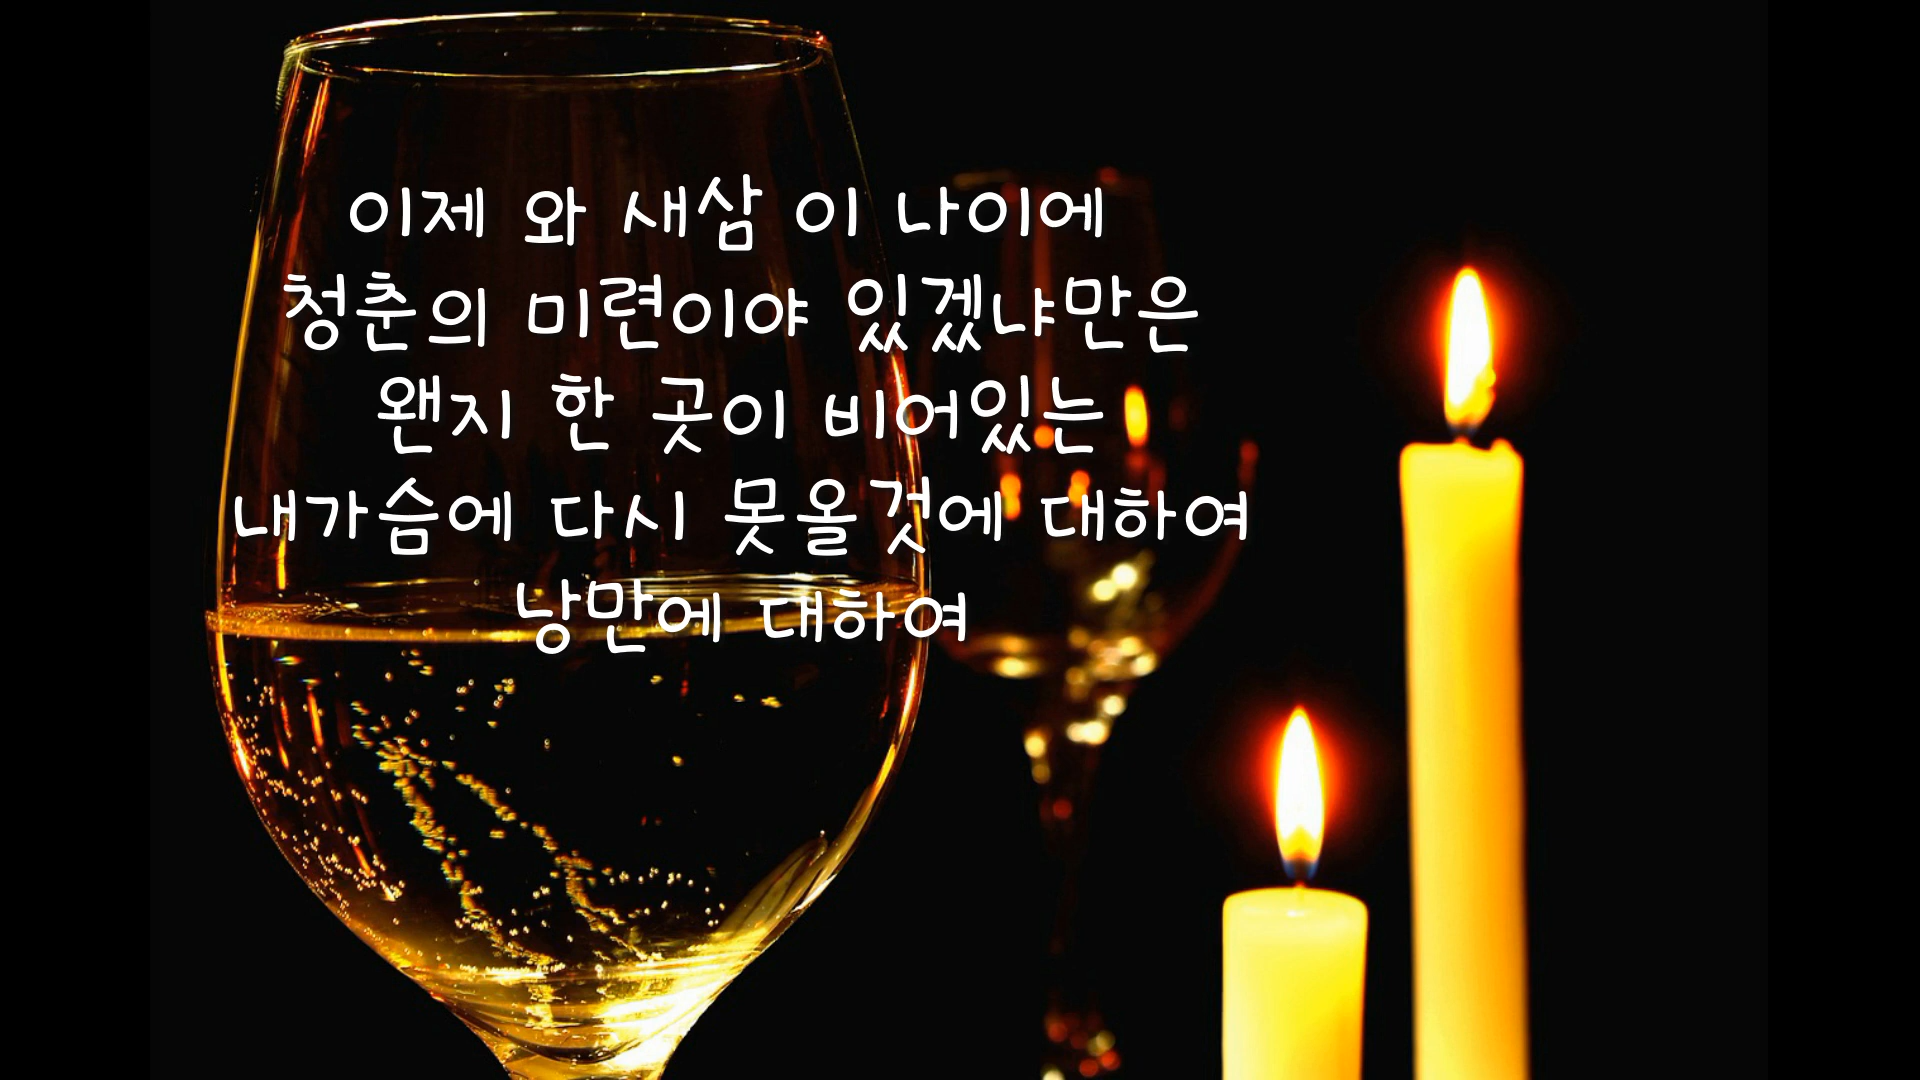 이제 와 새삼 이 나이에
청춘의 미련이야 있겠냐만은
왠지 한 곳이 비어있는
내가슴에 다시 못올것에 대하여
낭만에 대하여